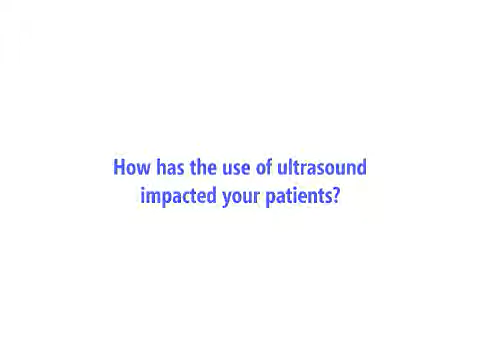 How has the use of ultrasound
impacted your patients?